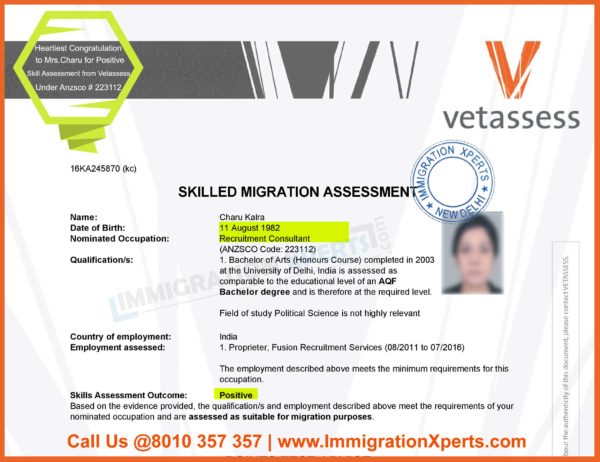 Heartiest Congratulation
to Mrs.Charu for Positive
Skill Assessment from Vetassess
Under Anzsco # 223112
vetassess
16KA245870 (kc)
IMMIGRATION XPERTS
NEW DELHI
SKILLED MIGRATION ASSESSMENT
Name: Charu Kalra
Date of Birth: 11 August 1982
Nominated Occupation: Recruitment Consultant
(ANZSCO Code: 223112)
Qualification/s: 1. Bachelor of Arts (Honours Course) completed in 2003
at the University of Delhi, India is assessed as
comparable to the educational level of an AQF
Bachelor degree and is therefore at the required level.
Field of study Political Science is not highly relevant
Country of employment: India
Employment assessed: 1. Proprieter, Fusion Recruitment Services (08/2011 to 07/2016)
The employment described above meets the minimum requirements for this
occupation.
Skills Assessment Outcome: Positive
Based on the evidence provided, the qualification/s and employment described above meet the requirements of your
nominated occupation and are assessed as suitable for migration purposes.
bout the authenticity of this document, please contact VETASSESS.
Call Us @8010 357 357 | www.ImmigrationXperts.com